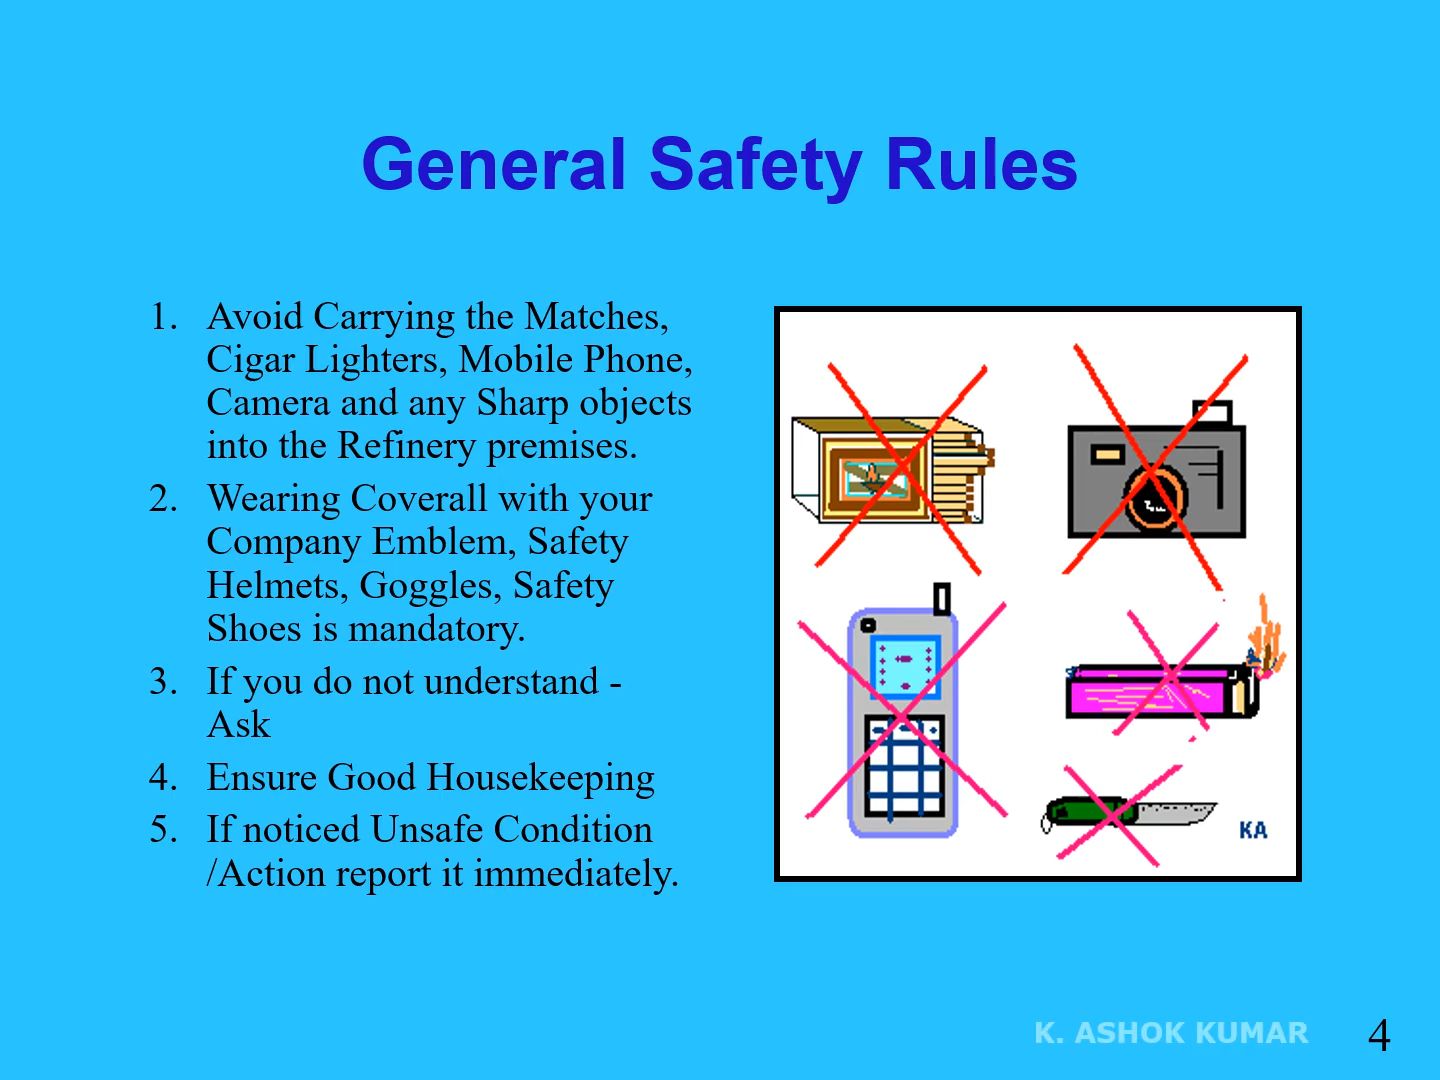 General Safety Rules
1. Avoid Carrying the Matches,
Cigar Lighters, Mobile Phone,
Camera and any Sharp objects
into the Refinery premises.
2. Wearing Coverall with your
Company Emblem, Safety
Helmets, Goggles, Safety
Shoes is mandatory.
3. If you do not understand -
Ask
4. Ensure Good Housekeeping
5. If noticed Unsafe Condition
/Action report it immediately.
KA
K. ASHOK KUMAR
4